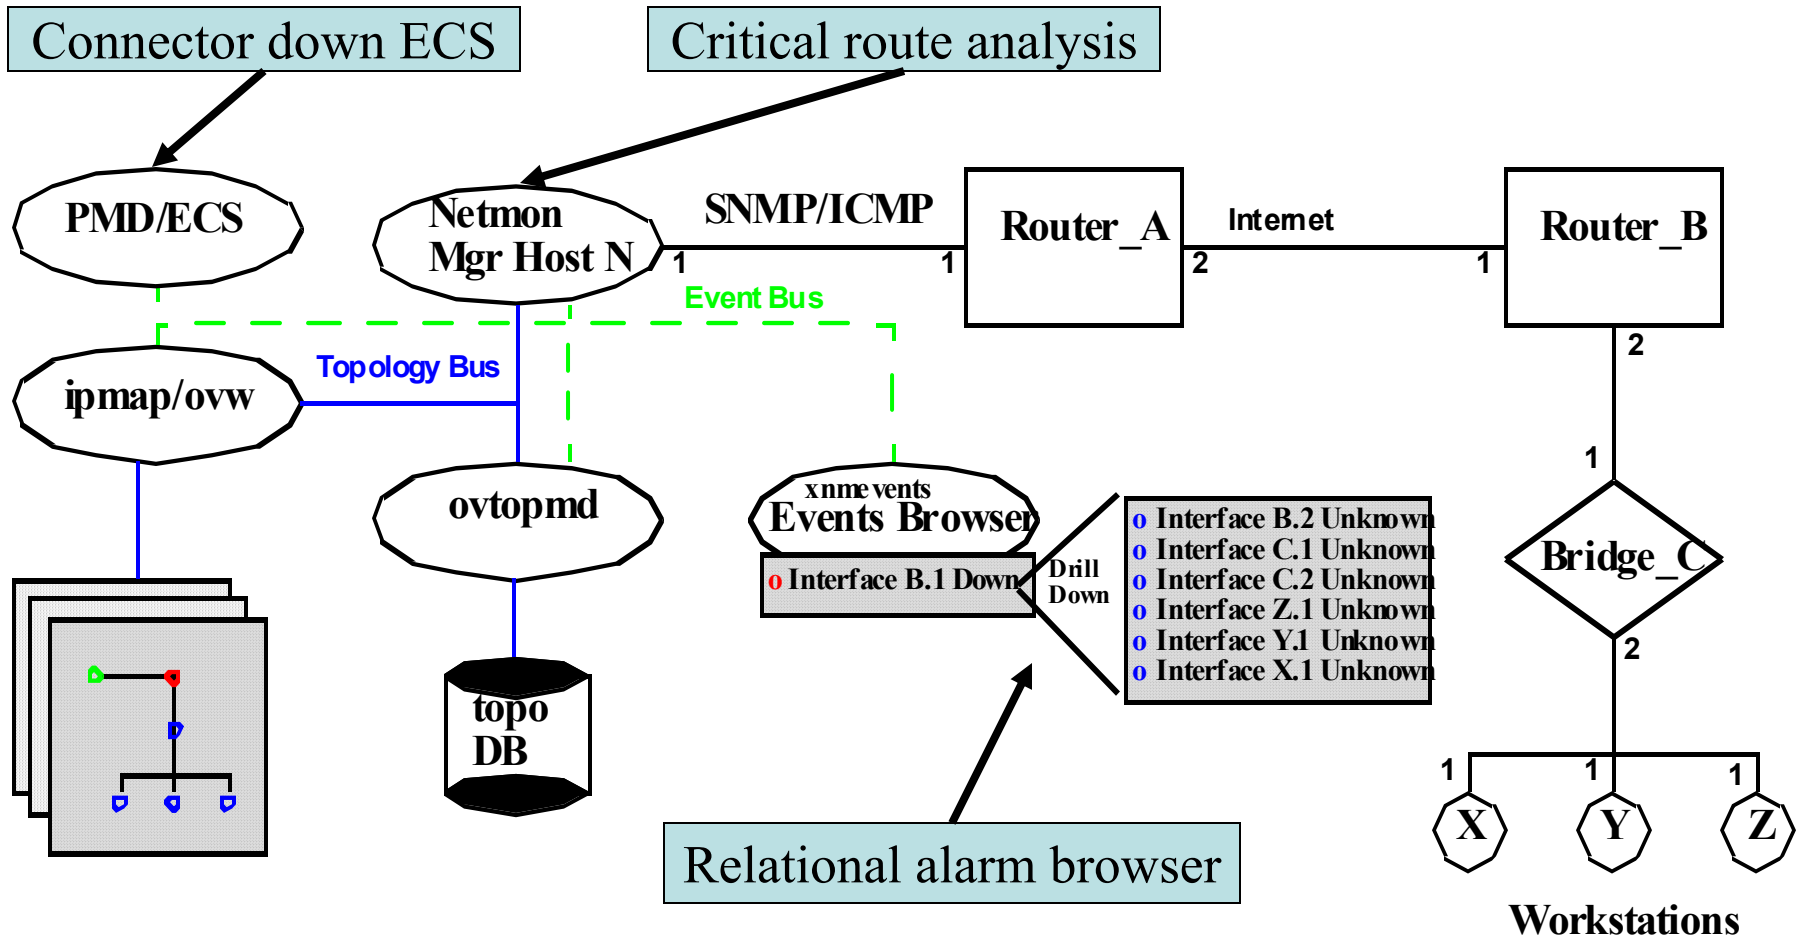 Connector down ECS
Critical route analysis
PMD/ECS
Netmon
Mgr Host N
SNMP/ICMP
1
1
Router_A
2
Internet
1
Router_B
2
Event Bus
Topology Bus
ipmap/ovw
ovtopmd
xnmevents
Events Browser
o Interface B.1 Down
Drill
Down
o Interface B.2 Unknown
o Interface C.1 Unknown
o Interface C.2 Unknown
o Interface Z.1 Unknown
o Interface Y.1 Unknown
o Interface X.1 Unknown
1
Bridge_C
2
topo
DB
1
1
1
X
Y
Z
Relational alarm browser
Workstations